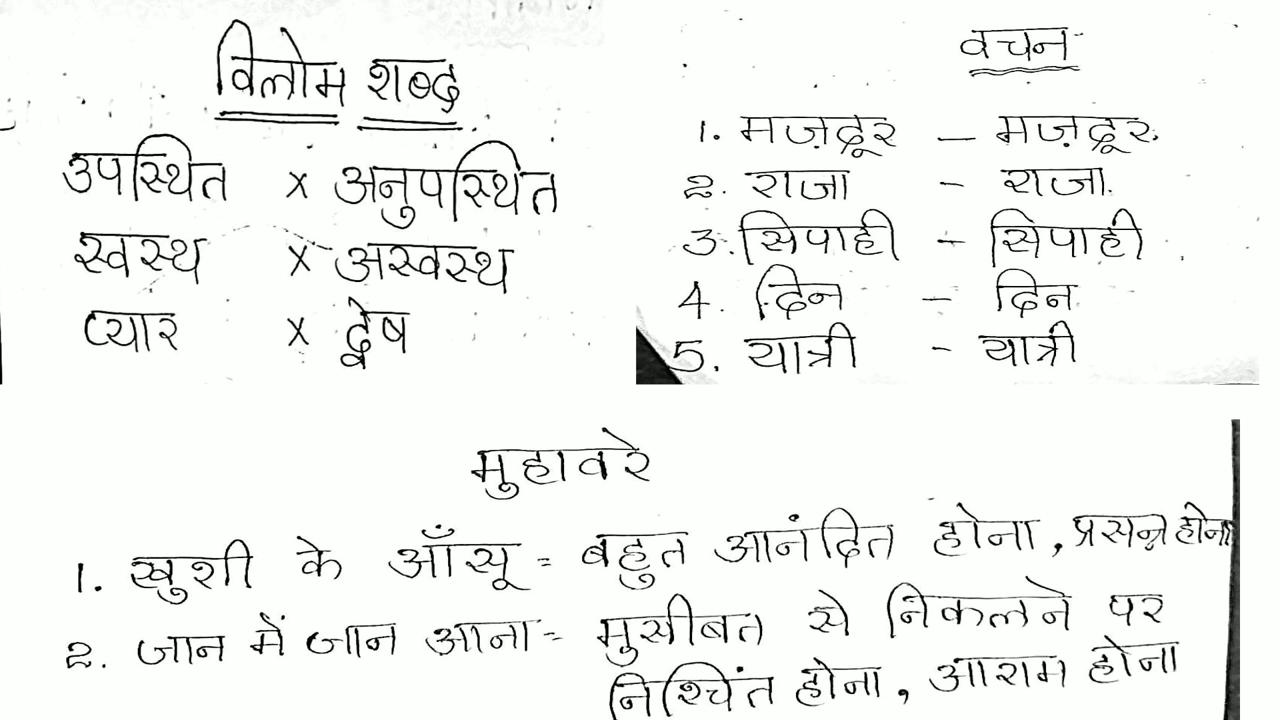 विलोम शब्द
उपस्थित x अनुपस्थित
स्वस्थ x अस्वस्थ
प्यार x द्वेष
वचन
1. मज़दूर – मज़दूर
2. राजा – राजा
3. सिपाही – सिपाही
4. दिन – दिन
5. यात्री – यात्री
मुहावरे
1. खुशी के आँसू = बहुत आनंदित होना, प्रसन्न होना
2. जान में जान आना = मुसीबत से निकलने पर
निश्चिंत होना, आराम होना